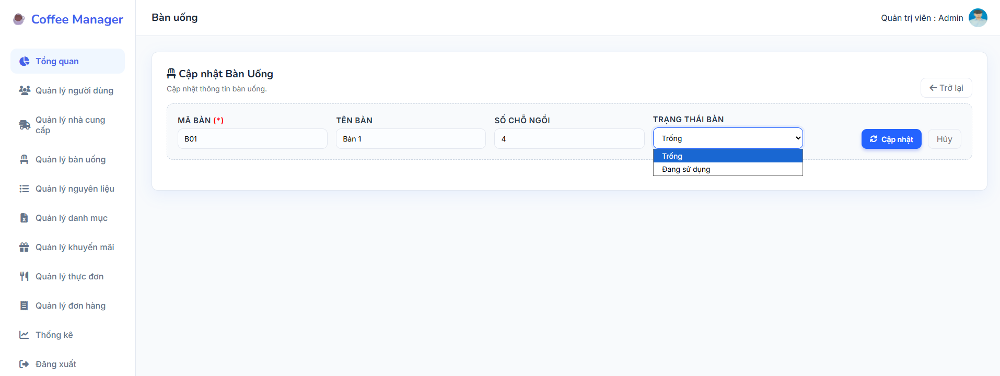 Coffee Manager
Tổng quan
Quản lý người dùng
Quản lý nhà cung
cấp
Quản lý bàn uống
Quản lý nguyên liệu
Quản lý danh mục
Quản lý khuyến mãi
Quản lý thực đơn
Quản lý đơn hàng
Thống kê
Đăng xuất
Bàn uống
Quản trị viên : Admin
Cập nhật Bàn Uống
Cập nhật thông tin bàn uống.
Trở lại
MÃ BÀN (*)
B01
TÊN BÀN
Bàn 1
SỐ CHỖ NGỒI
4
TRẠNG THÁI BÀN
Trống
Trống
Đang sử dụng
Cập nhật
Hủy